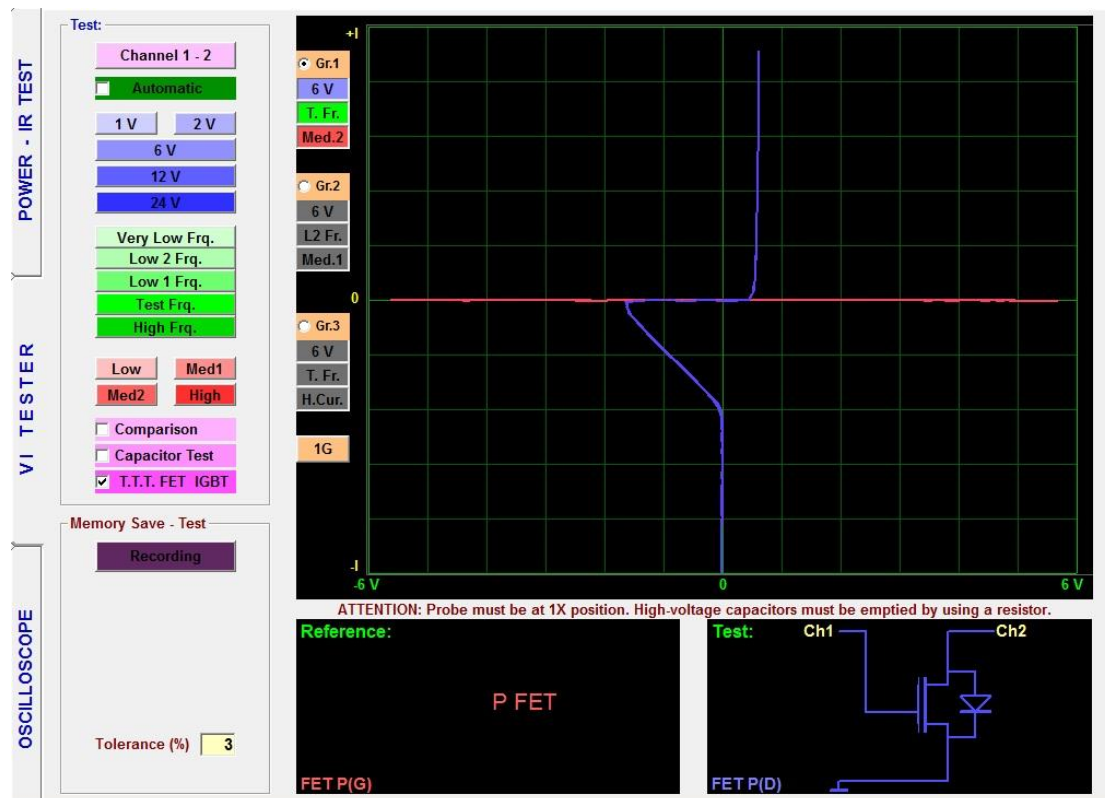 POWER - IR TEST
VI TESTER
OSCILLOSCOPE
Test:
Channel 1 - 2
Automatic
1 V
2 V
6 V
12 V
24 V
Very Low Frq.
Low 2 Frq.
Low 1 Frq.
Test Frq.
High Frq.
Low
Med1
Med2
High
Comparison
Capacitor Test
T.T.T. FET IGBT
Memory Save - Test
Recording
Tolerance (%) 3
+I
Gr.1
6 V
T. Fr.
Med.2
Gr.2
6 V
L2 Fr.
Med.1
0
Gr.3
6 V
T. Fr.
H.Cur.
1G
-I
-6 V
0
6 V
ATTENTION: Probe must be at 1X position. High-voltage capacitors must be emptied by using a resistor.
Reference:
P FET
FET P(G)
Test:
Ch1
Ch2
FET P(D)